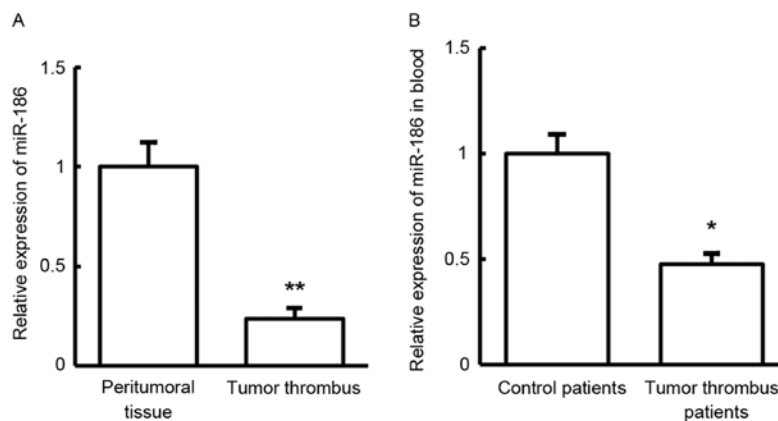 A
Relative expression of miR-186
1.5
1
0.5
0
**
Peritumoral
tissue
Tumor thrombus
B
Relative expression of miR-186 in blood
1.5
1
0.5
0
*
Control patients
Tumor thrombus
patients